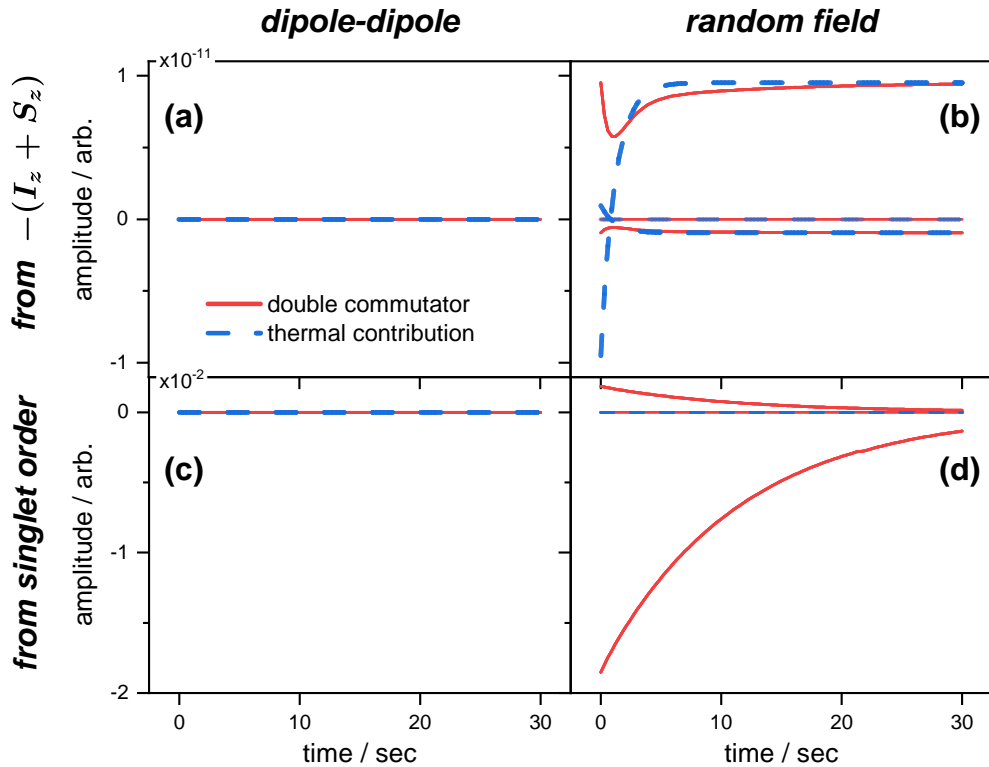 dipole-dipole random field
from −(I_z + S_z)
amplitude / arb.
x10⁻¹¹
1
0
-1
(a)
(b)
double commutator
thermal contribution
from singlet order
amplitude / arb.
x10⁻²
0
-1
-2
(c)
(d)
0 10 20 30
0 10 20 30
time / sec
time / sec